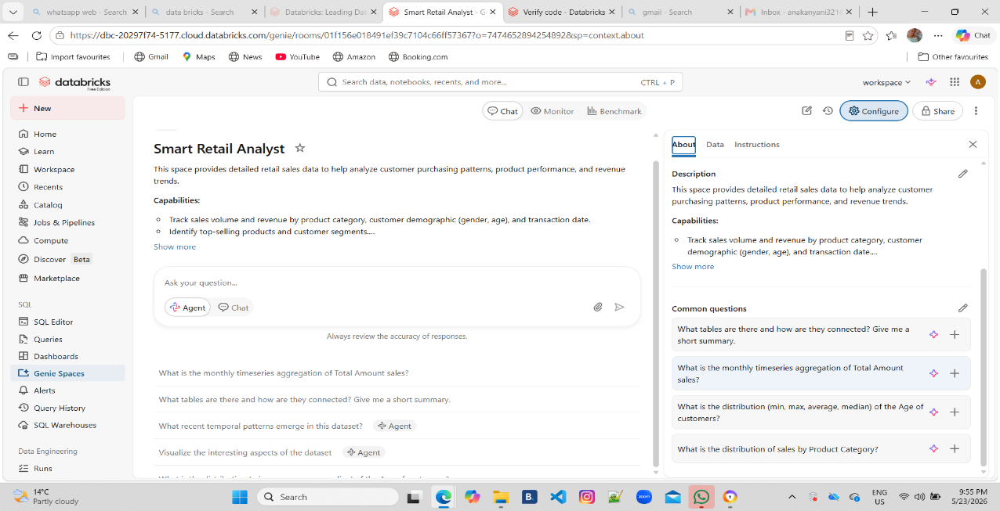 whatsapp web - Search
data bricks - Search
Databricks: Leading Dat
Smart Retail Analyst - G
Verify code - Databricks
gmail - Search
Inbox - anakanyani321
https://dbc-20297f74-5177.cloud.databricks.com/genie/rooms/01f156e018491ef39c7104c66ff57367?o=7474652894254892&sp=context.about
Chat
Import favourites
Gmail
Maps
News
YouTube
Amazon
Booking.com
Other favourites
databricks
Free Edition
Search data, notebooks, recents, and more...
CTRL + P
workspace
A
New
Home
Learn
Workspace
Recents
Catalog
Jobs & Pipelines
Compute
Discover Beta
Marketplace
SQL
SQL Editor
Queries
Dashboards
Genie Spaces
Alerts
Query History
SQL Warehouses
Data Engineering
Runs
Chat
Monitor
Benchmark
Configure
Share
Smart Retail Analyst
This space provides detailed retail sales data to help analyze customer purchasing patterns, product performance, and revenue
trends.
Capabilities:
Track sales volume and revenue by product category, customer demographic (gender, age), and transaction date.
Identify top-selling products and customer segments....
Show more
Ask your question...
Agent
Chat
Always review the accuracy of responses.
What is the monthly timeseries aggregation of Total Amount sales?
What tables are there and how are they connected? Give me a short summary.
What recent temporal patterns emerge in this dataset? Agent
Visualize the interesting aspects of the dataset Agent
About
Data
Instructions
Description
This space provides detailed retail sales data to help analyze customer
purchasing patterns, product performance, and revenue trends.
Capabilities:
Track sales volume and revenue by product category, customer
demographic (gender, age), and transaction date....
Show more
Common questions
What tables are there and how are they connected? Give me a
short summary.
What is the monthly timeseries aggregation of Total Amount
sales?
What is the distribution (min, max, average, median) of the Age of
customers?
What is the distribution of sales by Product Category?
14°C
Partly cloudy
Search
B.
zoom
ENG
US
9:55 PM
5/23/2026